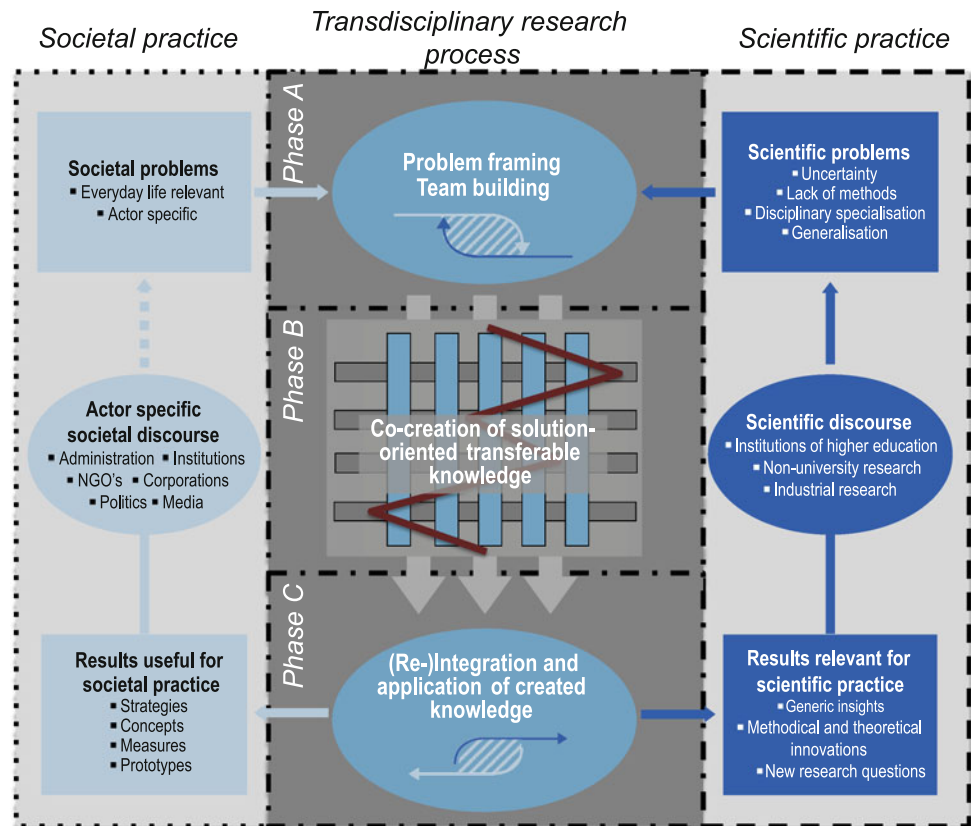 Societal practice
Transdisciplinary research
process
Scientific practice
Phase A
Societal problems
▪ Everyday life relevant
▪ Actor specific
Problem framing
Team building
Scientific problems
▪ Uncertainty
▪ Lack of methods
▪ Disciplinary specialisation
▪ Generalisation
Phase B
Actor specific
societal discourse
▪ Administration ▪ Institutions
▪ NGO's ▪ Corporations
▪ Politics ▪ Media
Co-creation of solution-
oriented transferable
knowledge
Scientific discourse
▪ Institutions of higher education
▪ Non-university research
▪ Industrial research
Phase C
Results useful for
societal practice
▪ Strategies
▪ Concepts
▪ Measures
▪ Prototypes
(Re-)Integration and
application of created
knowledge
Results relevant for
scientific practice
▪ Generic insights
▪ Methodical and theoretical
innovations
▪ New research questions